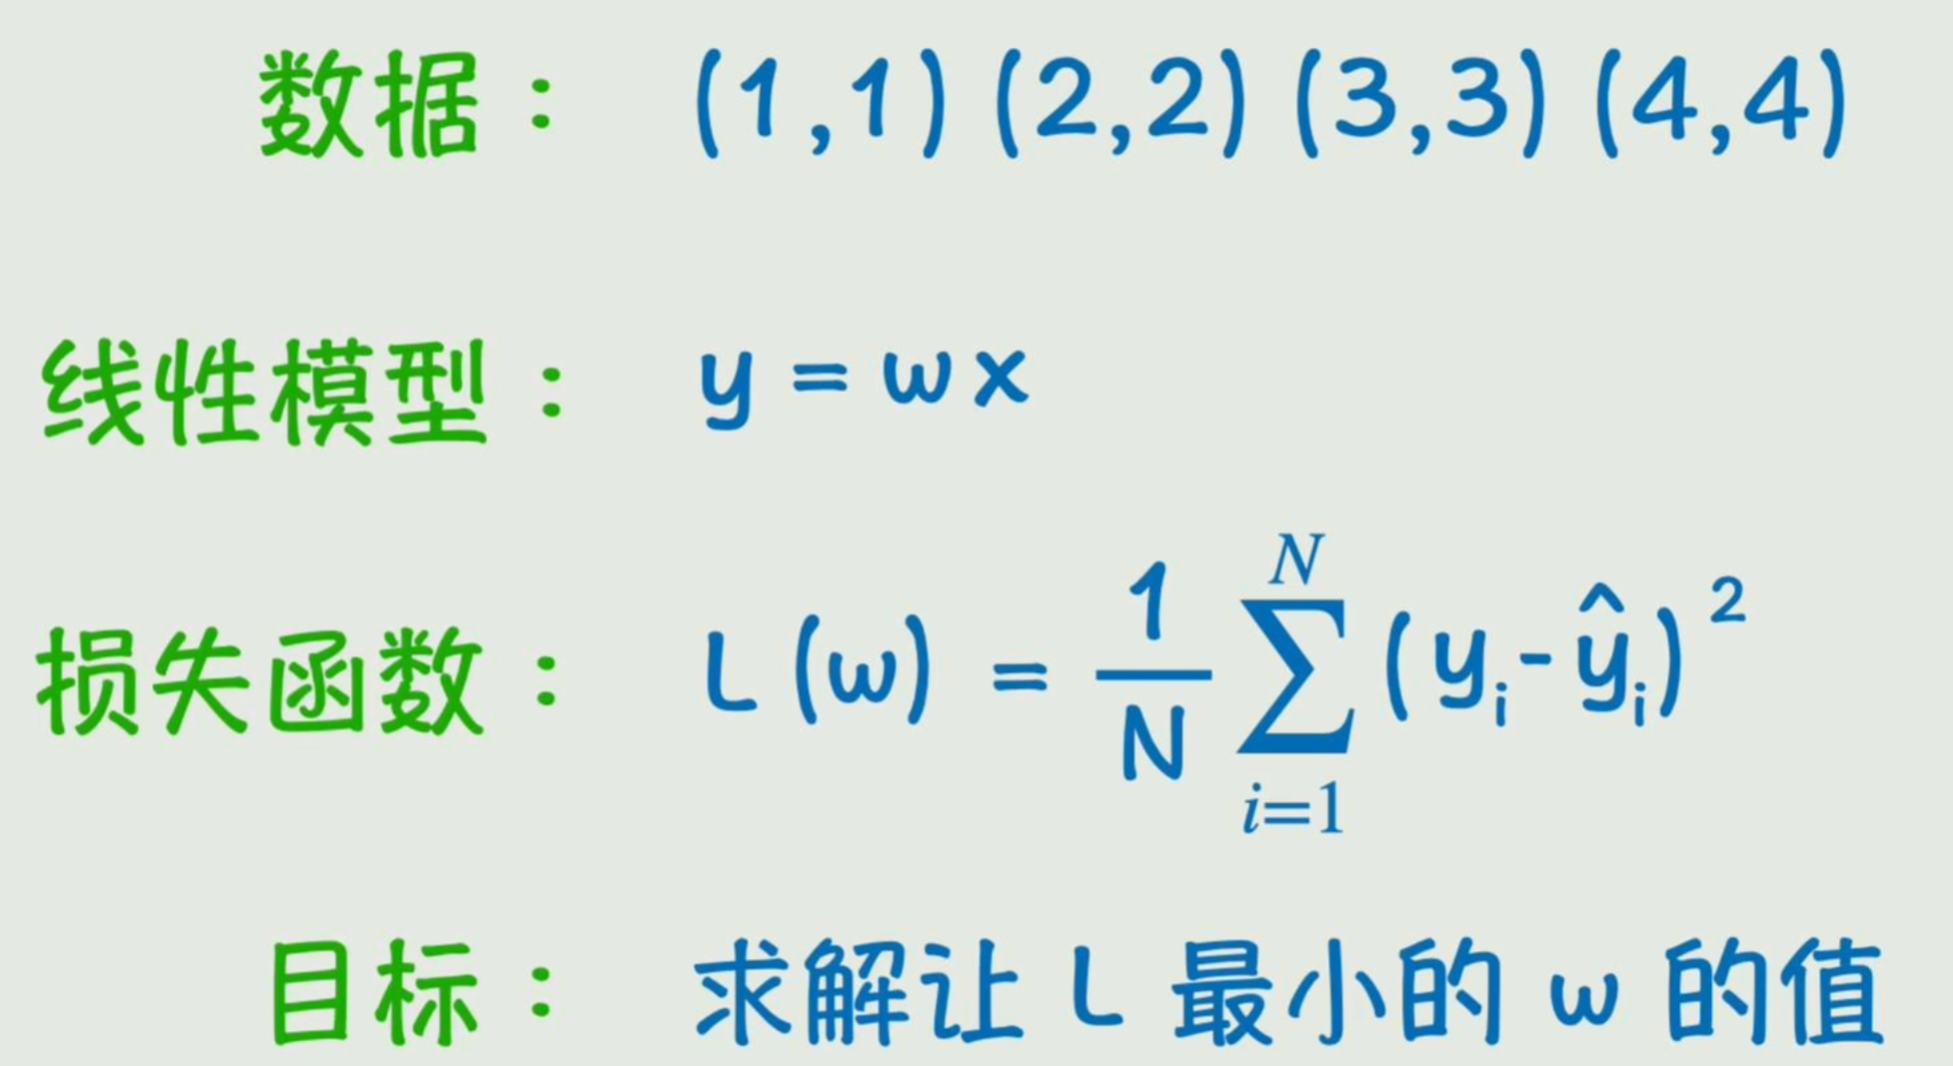 数据： (1,1) (2,2) (3,3) (4,4)
线性模型： y = wx
损失函数： L(w) = \frac{1}{N} \sum_{i=1}^{N} (y_i - \hat{y}_i)^2
目标： 求解让 L 最小的 w 的值